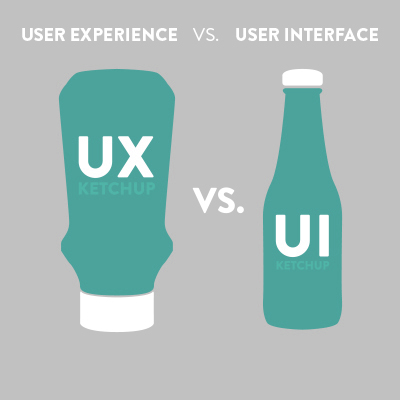 USER EXPERIENCE VS. USER INTERFACE
UX
KETCHUP
VS.
UI
KETCHUP